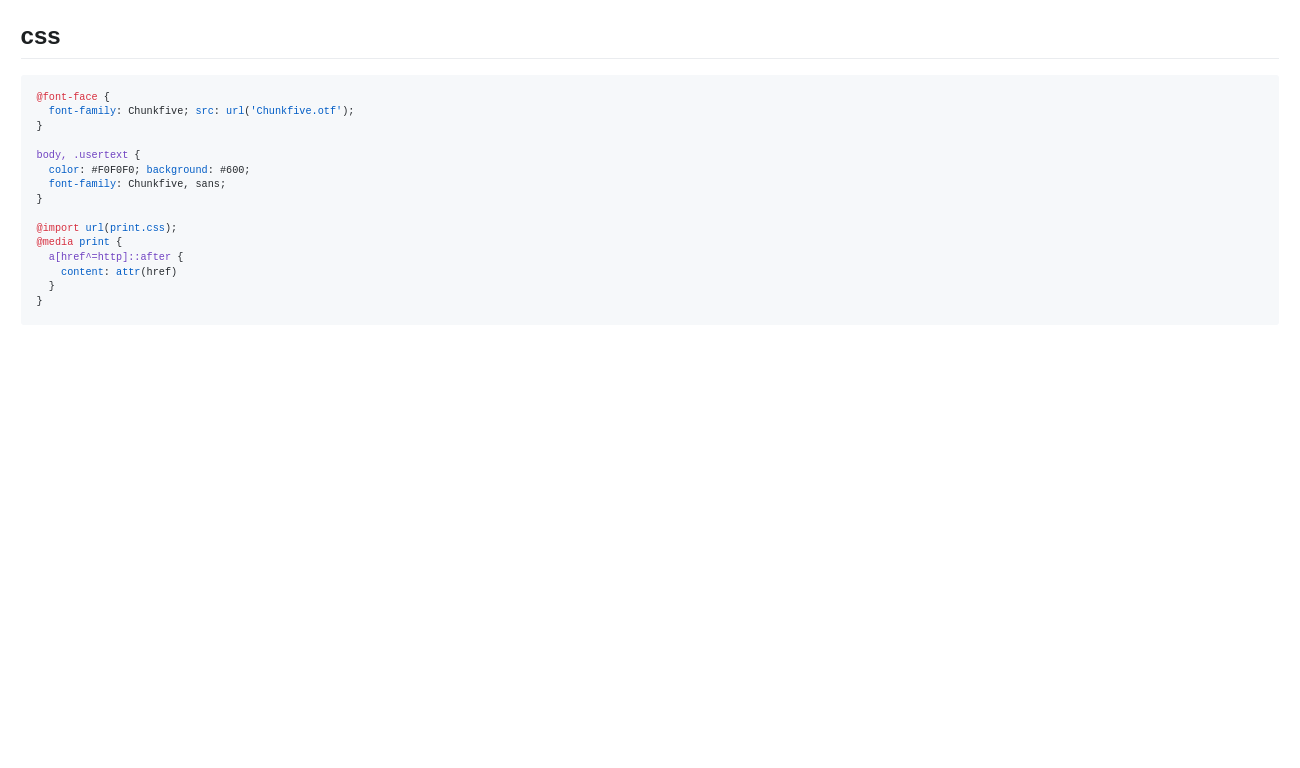 css
@font-face {
  font-family: Chunkfive; src: url('Chunkfive.otf');
}
body, .usertext {
  color: #F0F0F0; background: #600;
  font-family: Chunkfive, sans;
}
@import url(print.css);
@media print {
  a[href^=http]::after {
    content: attr(href)
  }
}